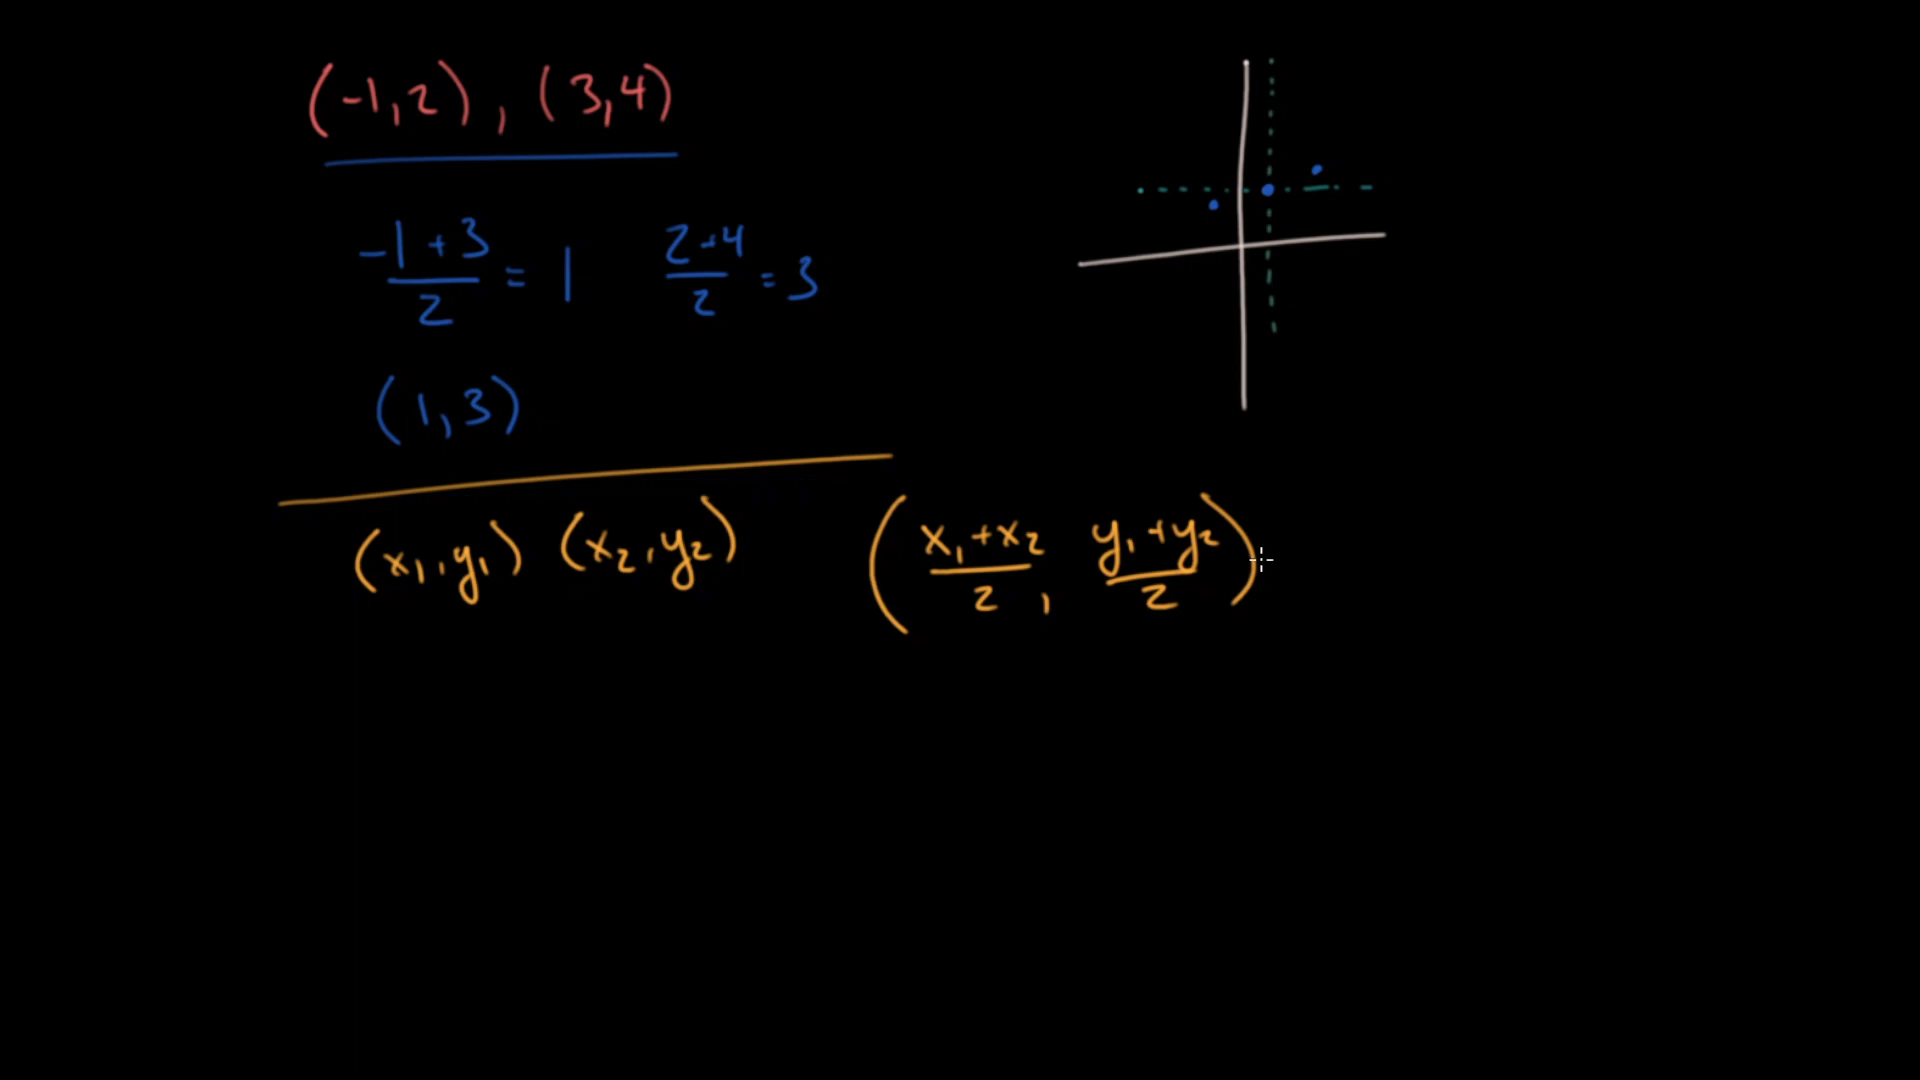 (-1,2) , (3,4)
-1+3/2 = 1   2+4/2 = 3
(1,3)
(x₁,y₁) (x₂,y₂)   (x₁+x₂/2, y₁+y₂/2)